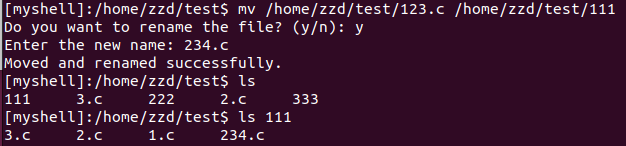 [myshell]:/home/zzd/test$ mv /home/zzd/test/123.c /home/zzd/test/111
Do you want to rename the file? (y/n): y
Enter the new name: 234.c
Moved and renamed successfully.
[myshell]:/home/zzd/test$ ls
111 3.c 222 2.c 333
[myshell]:/home/zzd/test$ ls 111
3.c 2.c 1.c 234.c